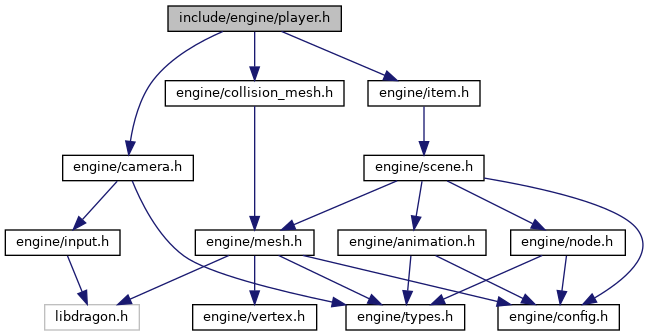 include/engine/player.h
engine/collision_mesh.h
engine/item.h
engine/camera.h
engine/scene.h
engine/input.h
engine/mesh.h
engine/animation.h
engine/node.h
libdragon.h
engine/vertex.h
engine/types.h
engine/config.h